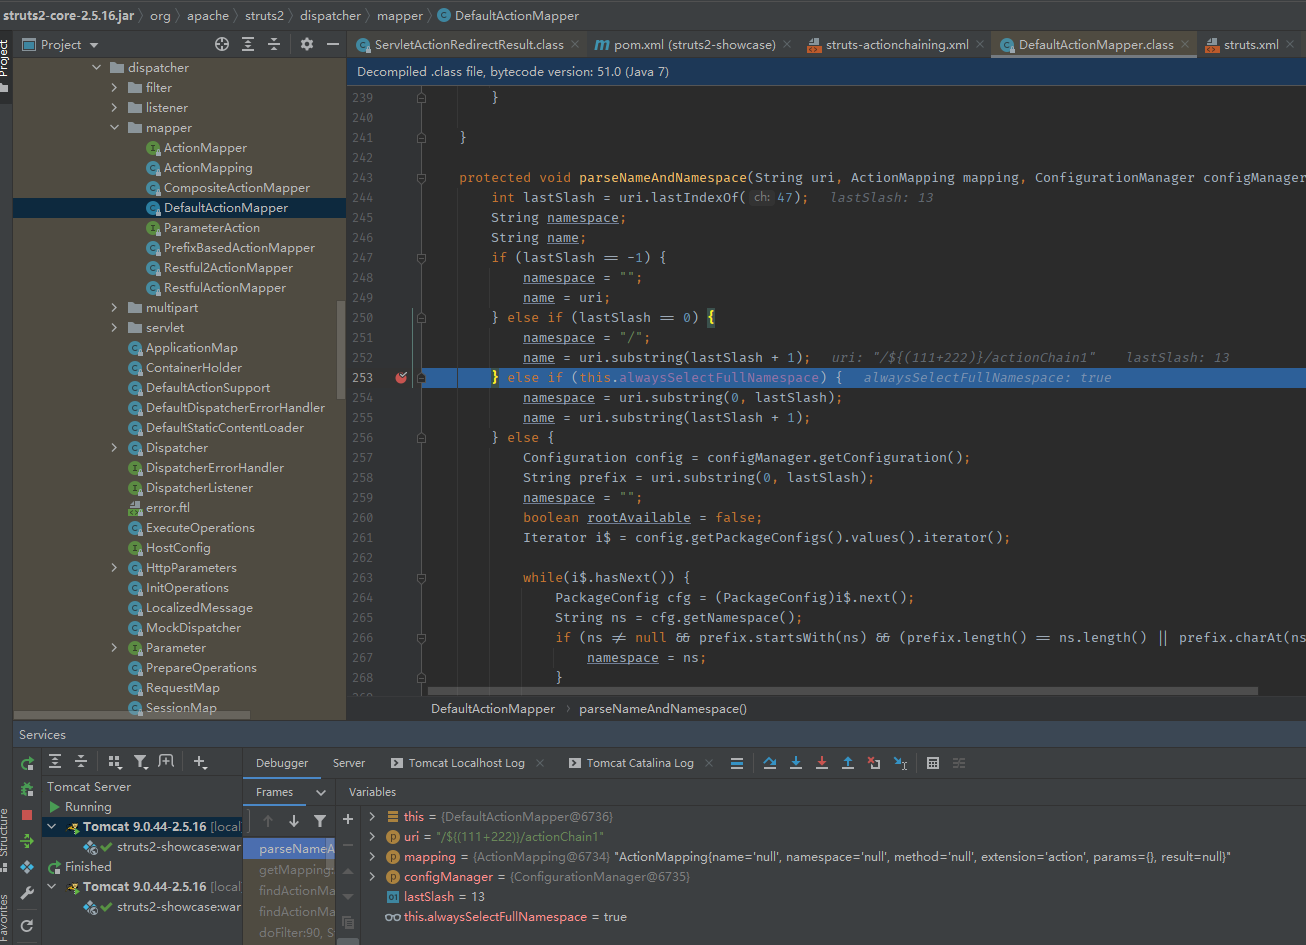 struts2-core-2.5.16.jar › org › apache › struts2 › dispatcher › mapper › DefaultActionMapper
Project
ServletActionRedirectResult.class
pom.xml (struts2-showcase)
struts-actionchaining.xml
DefaultActionMapper.class
struts.xml
Project
Decompiled .class file, bytecode version: 51.0 (Java 7)
dispatcher
filter
listener
mapper
ActionMapper
ActionMapping
CompositeActionMapper
DefaultActionMapper
ParameterAction
PrefixBasedActionMapper
Restful2ActionMapper
RestfulActionMapper
multipart
servlet
ApplicationMap
ContainerHolder
DefaultActionSupport
DefaultDispatcherErrorHandler
DefaultStaticContentLoader
Dispatcher
DispatcherErrorHandler
DispatcherListener
error.ftl
ExecuteOperations
HostConfig
HttpParameters
InitOperations
LocalizedMessage
MockDispatcher
Parameter
PrepareOperations
RequestMap
SessionMap
239 }
240
241 }
242
243 protected void parseNameAndNamespace(String uri, ActionMapping mapping, ConfigurationManager configManager
244 int lastSlash = uri.lastIndexOf( ch: 47); lastSlash: 13
245 String namespace;
246 String name;
247 if (lastSlash == -1) {
248 namespace = "";
249 name = uri;
250 } else if (lastSlash == 0) {
251 namespace = "/";
252 name = uri.substring(lastSlash + 1); uri: "/${(111+222)}/actionChain1" lastSlash: 13
253 } else if (this.alwaysSelectFullNamespace) { alwaysSelectFullNamespace: true
254 namespace = uri.substring(0, lastSlash);
255 name = uri.substring(lastSlash + 1);
256 } else {
257 Configuration config = configManager.getConfiguration();
258 String prefix = uri.substring(0, lastSlash);
259 namespace = "";
260 boolean rootAvailable = false;
261 Iterator i$ = config.getPackageConfigs().values().iterator();
262
263 while(i$.hasNext()) {
264 PackageConfig cfg = (PackageConfig)i$.next();
265 String ns = cfg.getNamespace();
266 if (ns != null && prefix.startsWith(ns) && (prefix.length() == ns.length() || prefix.charAt(ns
267 namespace = ns;
268 }
DefaultActionMapper › parseNameAndNamespace()
Services
Debugger
Server
Tomcat Localhost Log
Tomcat Catalina Log
Tomcat Server
Running
Tomcat 9.0.44-2.5.16 [local
struts2-showcase:war
Finished
Tomcat 9.0.44-2.5.16 [local
struts2-showcase:war
Structure
Favorites
Frames
parseNameA
getMapping:
findActionMa
findActionMa
doFilter:90, S
Variables
this = {DefaultActionMapper@6736}
uri = "/${(111+222)}/actionChain1"
mapping = {ActionMapping@6734} "ActionMapping{name='null', namespace='null', method='null', extension='action', params={}, result=null}"
configManager = {ConfigurationManager@6735}
lastSlash = 13
this.alwaysSelectFullNamespace = true